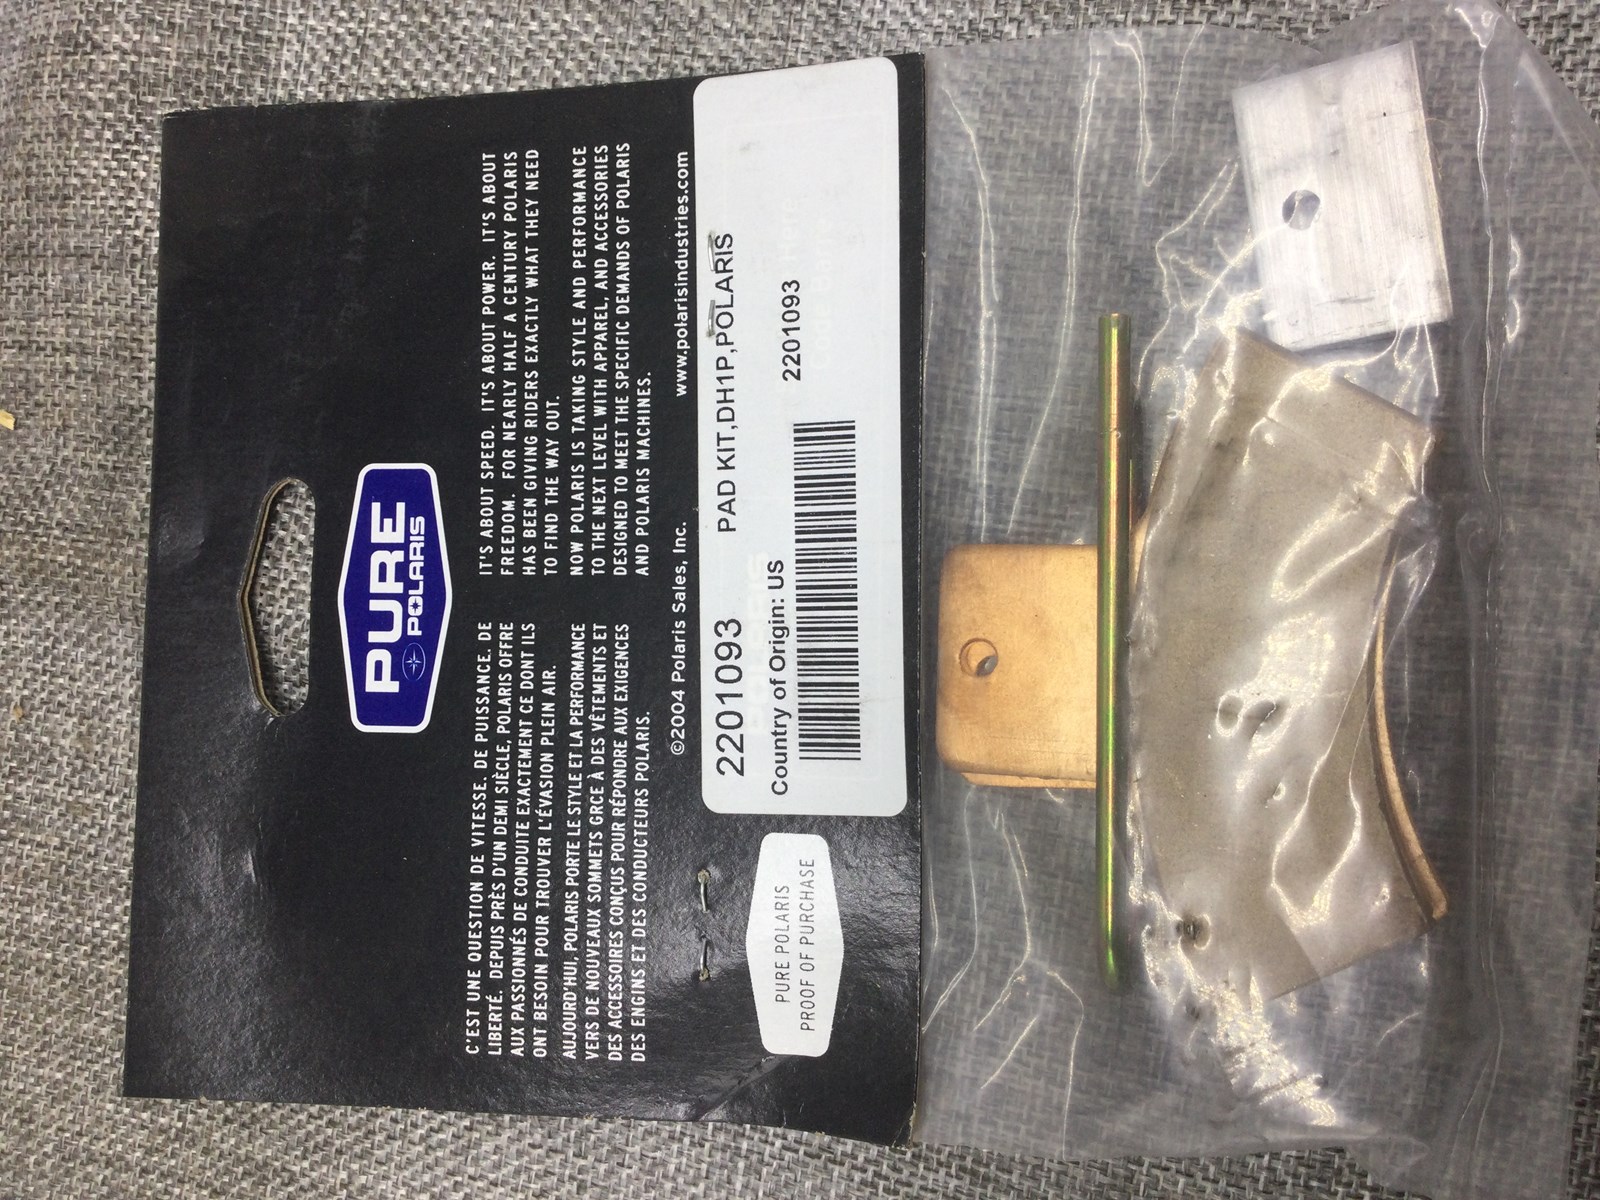 PURE
POLARIS
C'EST UNE QUESTION DE VITESSE. DE PUISSANCE. DE
LIBERTÉ. DEPUIS PRÈS D'UN DEMI SIÈCLE, POLARIS OFFRE
AUX PASSIONNÉS DE CONDUITE EXACTEMENT CE DONT ILS
ONT BESOIN POUR TROUVER L'ÉVASION PLEIN AIR.
AUJOURD'HUI, POLARIS PORTE LE STYLE ET LA PERFORMANCE
VERS DE NOUVEAUX SOMMETS GRCE À DES VÊTEMENTS ET
DES ACCESSOIRES CONÇUS POUR RÉPONDRE AUX EXIGENCES
DES ENGINS ET DES CONDUCTEURS POLARIS.
IT'S ABOUT SPEED. IT'S ABOUT POWER. IT'S ABOUT
FREEDOM. FOR NEARLY HALF A CENTURY POLARIS
HAS BEEN GIVING RIDERS EXACTLY WHAT THEY NEED
TO FIND THE WAY OUT.
NOW POLARIS IS TAKING STYLE AND PERFORMANCE
TO THE NEXT LEVEL WITH APPAREL, AND ACCESSORIES
DESIGNED TO MEET THE SPECIFIC DEMANDS OF POLARIS
AND POLARIS MACHINES.
©2004 Polaris Sales, Inc. www.polarisindustries.com
2201093 PAD KIT,DH1P,POLARIS
Country of Origin: US 2201093
PURE POLARIS
PROOF OF PURCHASE